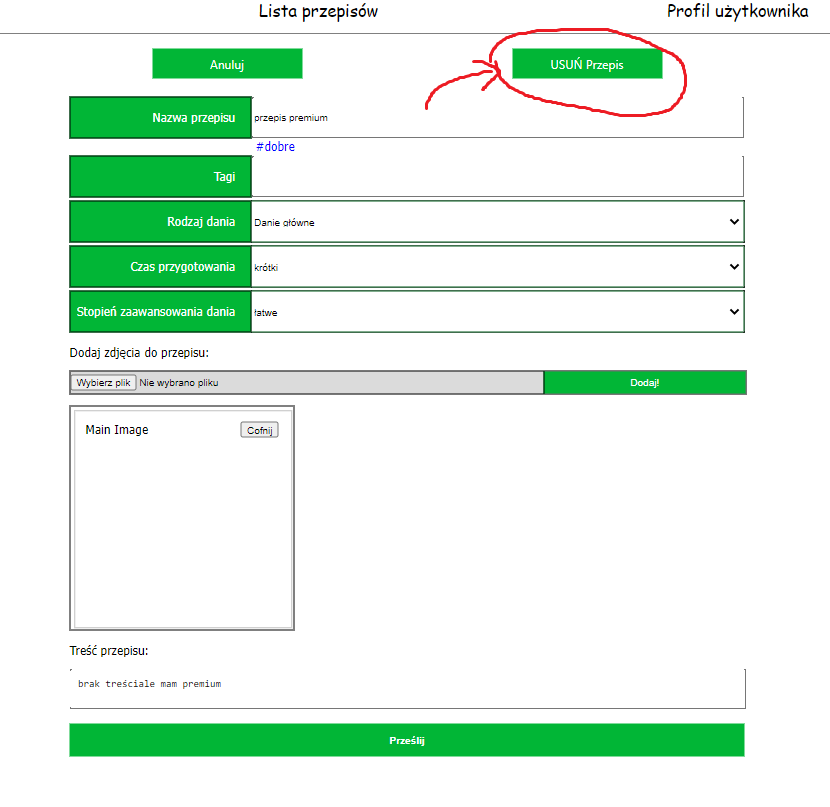 Lista przepisów Profil użytkownika
Anuluj USUŃ Przepis
Nazwa przepisu przepis premium
#dobre
Tagi
Rodzaj dania Danie główne
Czas przygotowania krótki
Stopień zaawansowania dania łatwe
Dodaj zdjęcia do przepisu:
Wybierz plik Nie wybrano pliku Dodaj!
Main Image Cofnij
Treść przepisu:
brak treściale mam premium
Prześlij